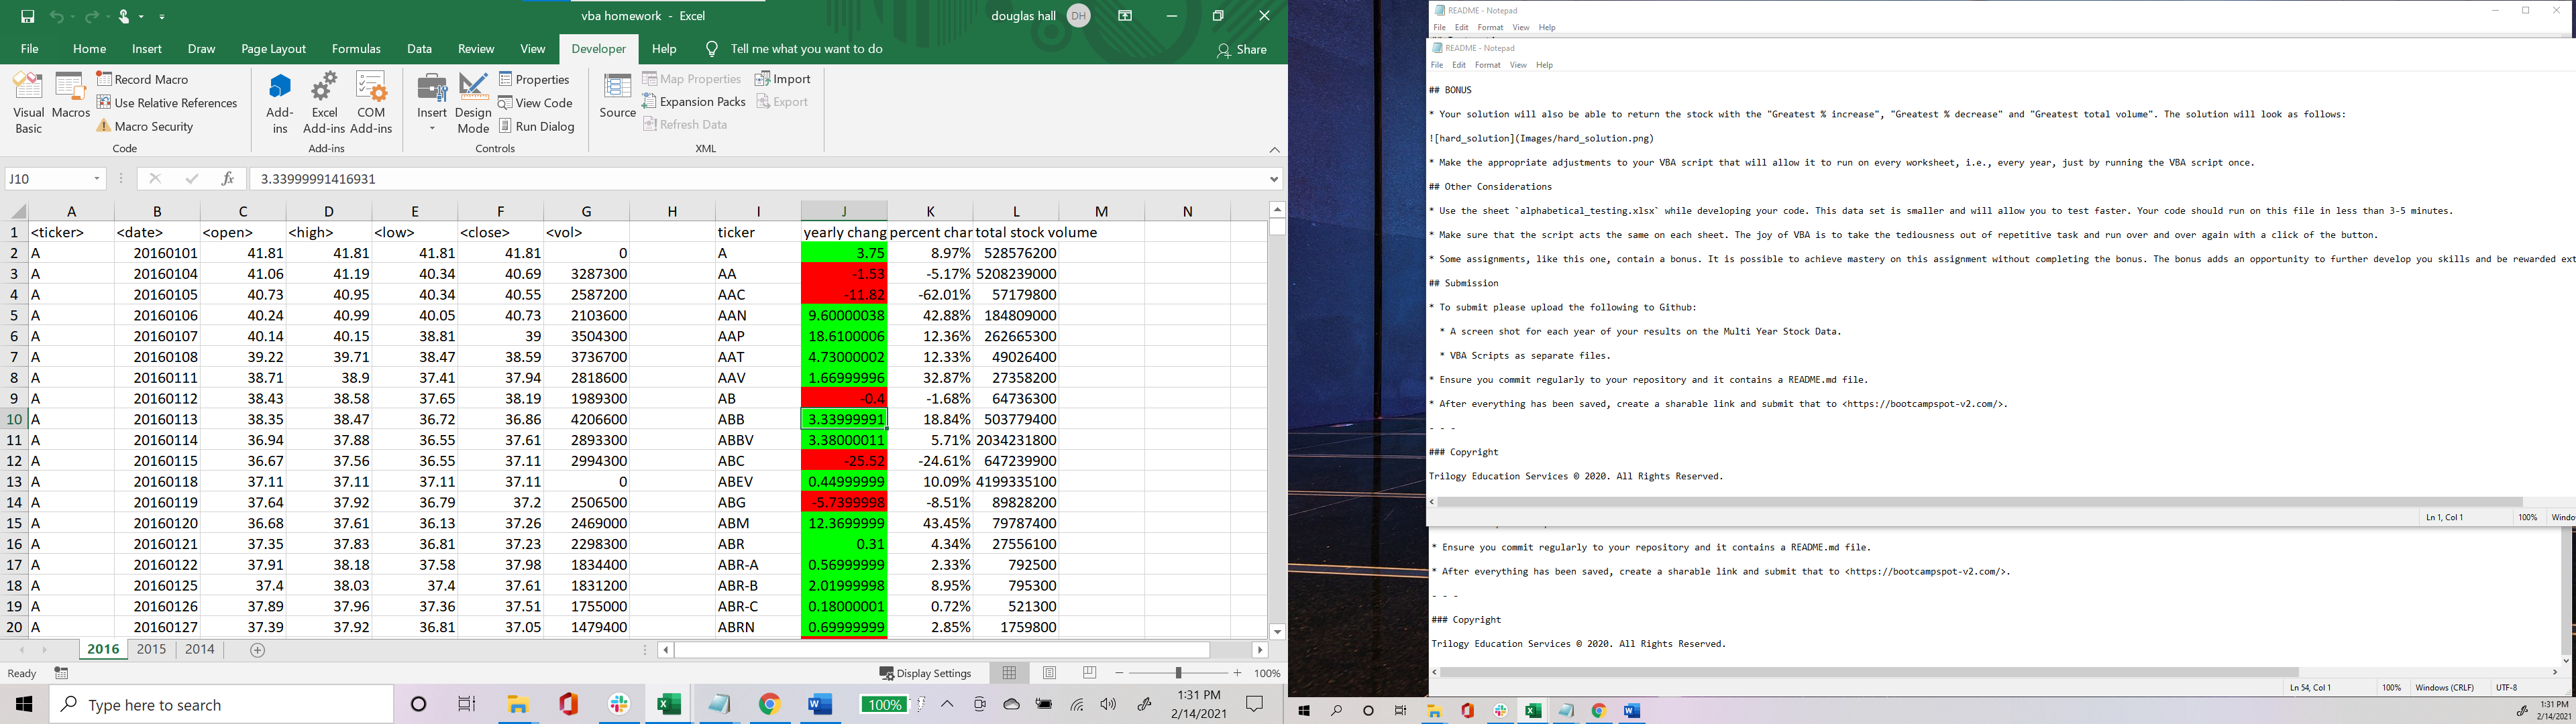 vba homework - Excel
douglas hall
DH
File Home Insert Draw Page Layout Formulas Data Review View Developer Help Tell me what you want to do
Share
Visual Basic
Macros
Record Macro
Use Relative References
Macro Security
Code
Add-ins
Excel Add-ins
COM Add-ins
Add-ins
Insert
Design Mode
Properties
View Code
Run Dialog
Controls
Source
Map Properties
Expansion Packs
Refresh Data
Import
Export
XML
J10
fx
3.33999991416931
A B C D E F G H I J K L M N
1 <ticker> <date> <open> <high> <low> <close> <vol> ticker yearly chang percent char total stock volume
2 A 20160101 41.81 41.81 41.81 41.81 0 A 3.75 8.97% 528576200
3 A 20160104 41.06 41.19 40.34 40.69 3287300 AA -1.53 -5.17% 5208239000
4 A 20160105 40.73 40.95 40.34 40.55 2587200 AAC -11.82 -62.01% 57179800
5 A 20160106 40.24 40.99 40.05 40.73 2103600 AAN 9.60000038 42.88% 184809000
6 A 20160107 40.14 40.15 38.81 39 3504300 AAP 18.6100006 12.36% 262665300
7 A 20160108 39.22 39.71 38.47 38.59 3736700 AAT 4.73000002 12.33% 49026400
8 A 20160111 38.71 38.9 37.41 37.94 2818600 AAV 1.66999996 32.87% 27358200
9 A 20160112 38.43 38.58 37.65 38.19 1989300 AB -0.4 -1.68% 64736300
10 A 20160113 38.35 38.47 36.72 36.86 4206600 ABB 3.33999991 18.84% 503779400
11 A 20160114 36.94 37.88 36.55 37.61 2893300 ABBV 3.38000011 5.71% 2034231800
12 A 20160115 36.67 37.56 36.55 37.11 2994300 ABC -25.52 -24.61% 647239900
13 A 20160118 37.11 37.11 37.11 37.11 0 ABEV 0.44999999 10.09% 4199335100
14 A 20160119 37.64 37.92 36.79 37.2 2506500 ABG -5.7399998 -8.51% 89828200
15 A 20160120 36.68 37.61 36.13 37.26 2469000 ABM 12.3699999 43.45% 79787400
16 A 20160121 37.35 37.83 36.81 37.23 2298300 ABR 0.31 4.34% 27556100
17 A 20160122 37.91 38.18 37.58 37.98 1834400 ABR-A 0.56999999 2.33% 792500
18 A 20160125 37.4 38.03 37.4 37.61 1831200 ABR-B 2.01999998 8.95% 795300
19 A 20160126 37.89 37.96 37.36 37.51 1755000 ABR-C 0.18000001 0.72% 521300
20 A 20160127 37.39 37.92 36.81 37.05 1479400 ABRN 0.69999999 2.85% 1759800
2016 2015 2014
Ready
Display Settings
100%
Type here to search
100%
1:31 PM
2/14/2021
README - Notepad
File Edit Format View Help
README - Notepad
File Edit Format View Help
## BONUS
* Your solution will also be able to return the stock with the "Greatest % increase", "Greatest % decrease" and "Greatest total volume". The solution will look as follows:
![hard_solution](Images/hard_solution.png)
* Make the appropriate adjustments to your VBA script that will allow it to run on every worksheet, i.e., every year, just by running the VBA script once.
## Other Considerations
* Use the sheet `alphabetical_testing.xlsx` while developing your code. This data set is smaller and will allow you to test faster. Your code should run on this file in less than 3-5 minutes.
* Make sure that the script acts the same on each sheet. The joy of VBA is to take the tediousness out of repetitive task and run over and over again with a click of the button.
* Some assignments, like this one, contain a bonus. It is possible to achieve mastery on this assignment without completing the bonus. The bonus adds an opportunity to further develop you skills and be rewarded ext
## Submission
* To submit please upload the following to Github:
* A screen shot for each year of your results on the Multi Year Stock Data.
* VBA Scripts as separate files.
* Ensure you commit regularly to your repository and it contains a README.md file.
* After everything has been saved, create a sharable link and submit that to <https://bootcampspot-v2.com/>.
- - -
### Copyright
Trilogy Education Services © 2020. All Rights Reserved.
Ln 1, Col 1 100% Windo
* Ensure you commit regularly to your repository and it contains a README.md file.
* After everything has been saved, create a sharable link and submit that to <https://bootcampspot-v2.com/>.
- - -
### Copyright
Trilogy Education Services © 2020. All Rights Reserved.
Ln 54, Col 1 100% Windows (CRLF) UTF-8
1:31 PM
2/14/2021